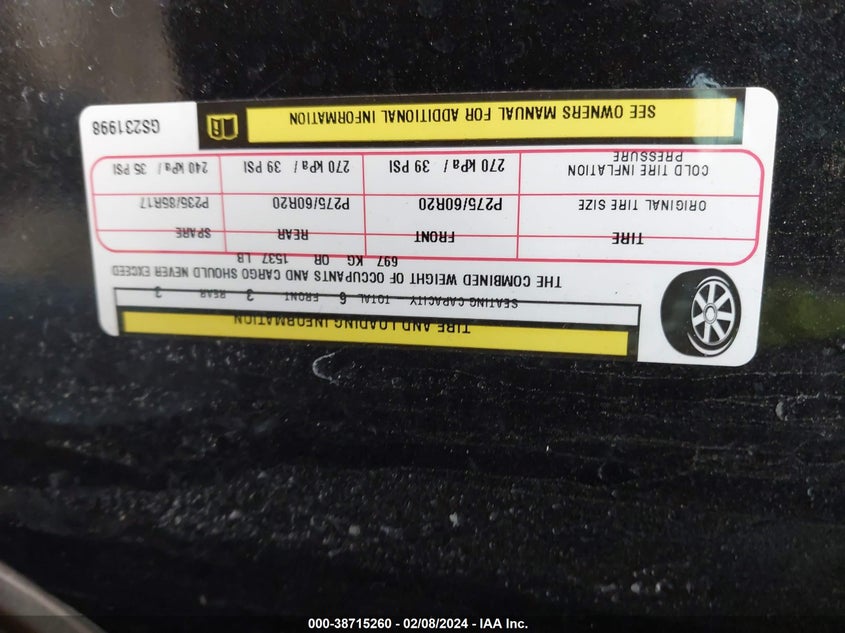 TIRE AND LOADING INFORMATION
SEATING CAPACITY - TOTAL 6 FRONT 3 REAR 3
THE COMBINED WEIGHT OF OCCUPANTS AND CARGO SHOULD NEVER EXCEED
697 KG OR 1537 LB
TIRE FRONT REAR SPARE
ORIGINAL TIRE SIZE P275/60R20 P275/60R20 P235/85R17
COLD TIRE INFLATION PRESSURE 270 KPa / 39 PSI 270 KPa / 39 PSI 240 KPa / 35 PSI
SEE OWNERS MANUAL FOR ADDITIONAL INFORMATION
GS231998
000-38715260 - 02/08/2024 - IAA Inc.